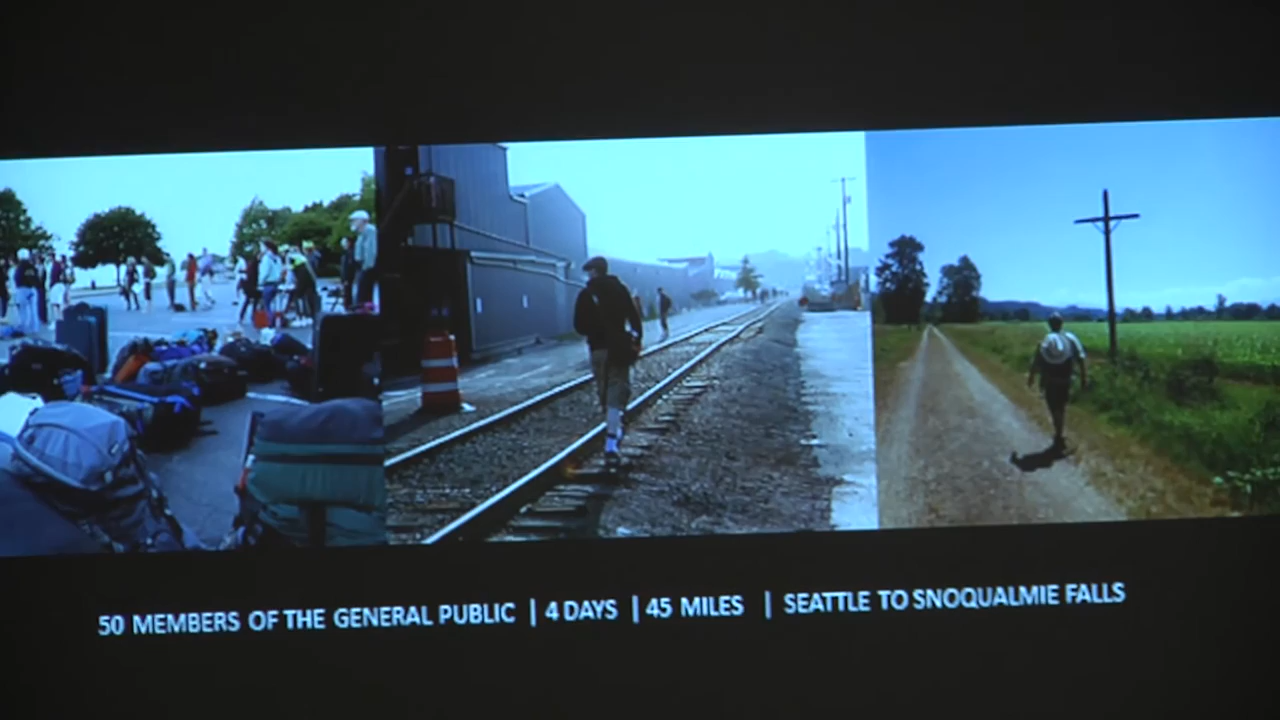 50 MEMBERS OF THE GENERAL PUBLIC | 4 DAYS | 45 MILES | SEATTLE TO SNOQUALMIE FALLS